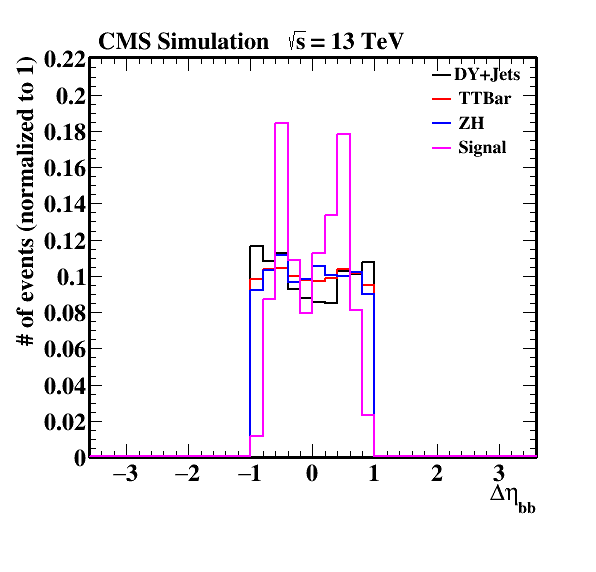 CMS Simulation √s = 13 TeV
# of events (normalized to 1)
0.22
0.2
0.18
0.16
0.14
0.12
0.1
0.08
0.06
0.04
0.02
0
DY+Jets
TTBar
ZH
Signal
−3 −2 −1 0 1 2 3
Δη_bb